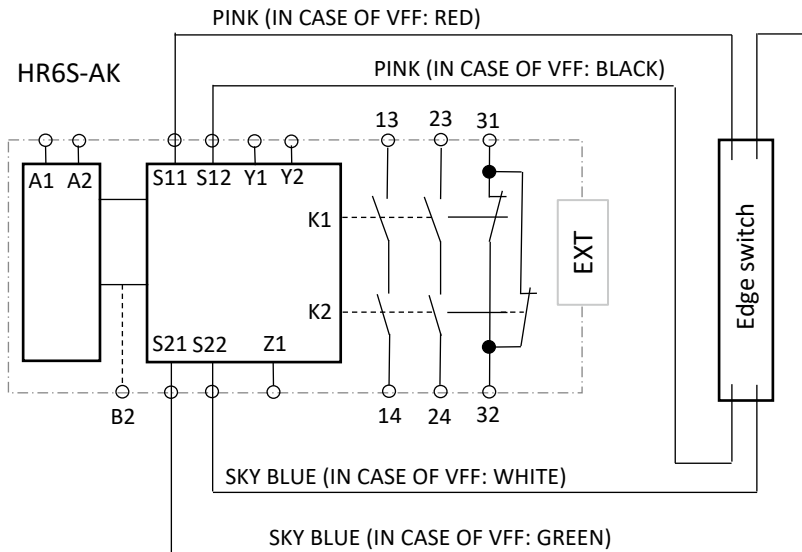 PINK (IN CASE OF VFF: RED)
HR6S-AK
PINK (IN CASE OF VFF: BLACK)
13 23 31
A1 A2 S11 S12 Y1 Y2
K1
EXT
Edge switch
K2
S21 S22 Z1
B2 14 24 32
SKY BLUE (IN CASE OF VFF: WHITE)
SKY BLUE (IN CASE OF VFF: GREEN)